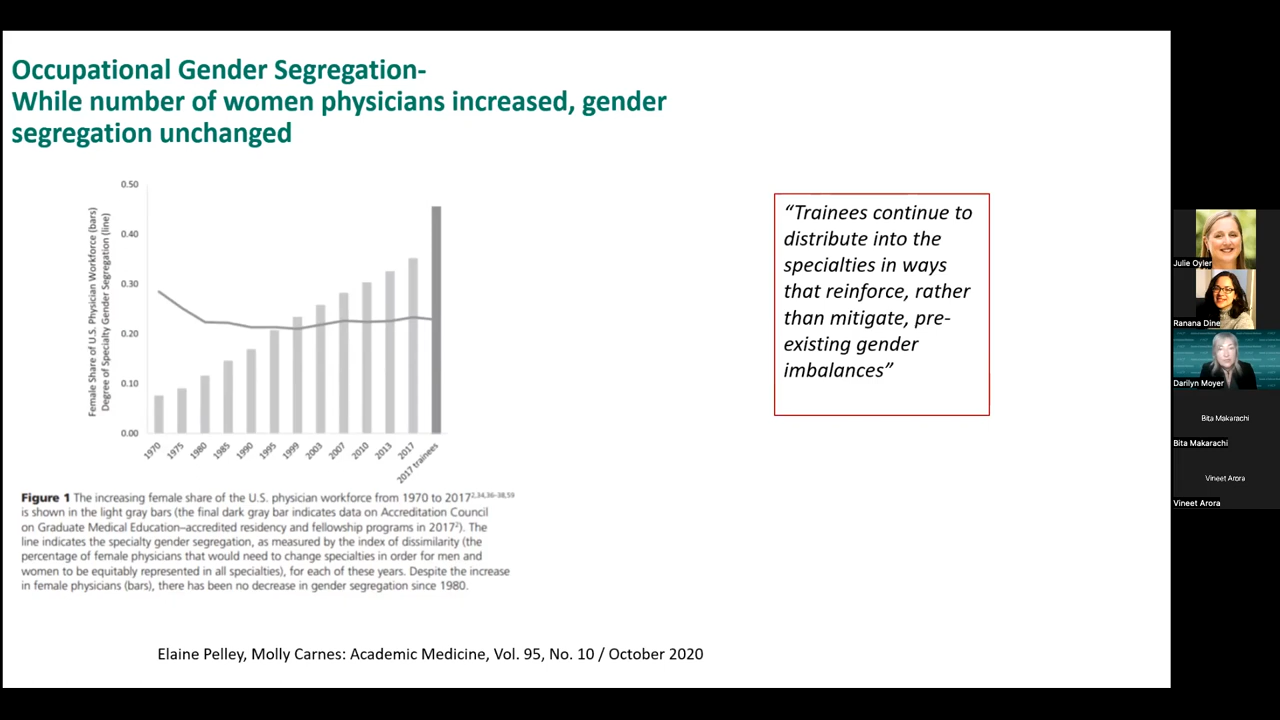 Occupational Gender Segregation-
While number of women physicians increased, gender
segregation unchanged
Female Share of U.S. Physician Workforce (bars)
Degree of Specialty Gender Segregation (line)
0.50
0.40
0.30
0.20
0.10
0.00
1970
1975
1980
1985
1990
1995
1999
2003
2007
2010
2013
2017
2017 trainees
Figure 1 The increasing female share of the U.S. physician workforce from 1970 to 20172,34,36–38,59
is shown in the light gray bars (the final dark gray bar indicates data on Accreditation Council
on Graduate Medical Education–accredited residency and fellowship programs in 2017²). The
line indicates the specialty gender segregation, as measured by the index of dissimilarity (the
percentage of female physicians that would need to change specialties in order for men and
women to be equitably represented in all specialties), for each of these years. Despite the increase
in female physicians (bars), there has been no decrease in gender segregation since 1980.
“Trainees continue to
distribute into the
specialties in ways
that reinforce, rather
than mitigate, pre-
existing gender
imbalances”
Elaine Pelley, Molly Carnes: Academic Medicine, Vol. 95, No. 10 / October 2020
Julie Oyler
Ranana Dine
Darilyn Moyer
Bita Makarachi
Bita Makarachi
Vineet Arora
Vineet Arora